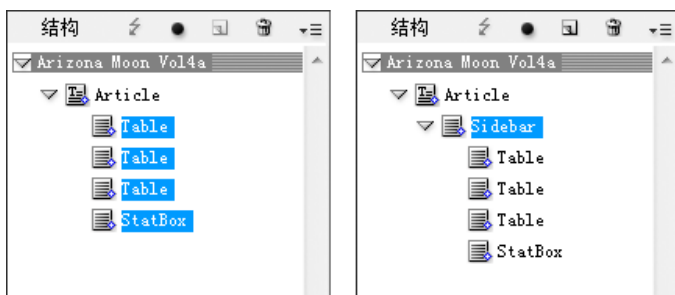 结构
Arizona Moon Vol4a
Article
Table
Table
Table
StatBox
结构
Arizona Moon Vol4a
Article
Sidebar
Table
Table
Table
StatBox